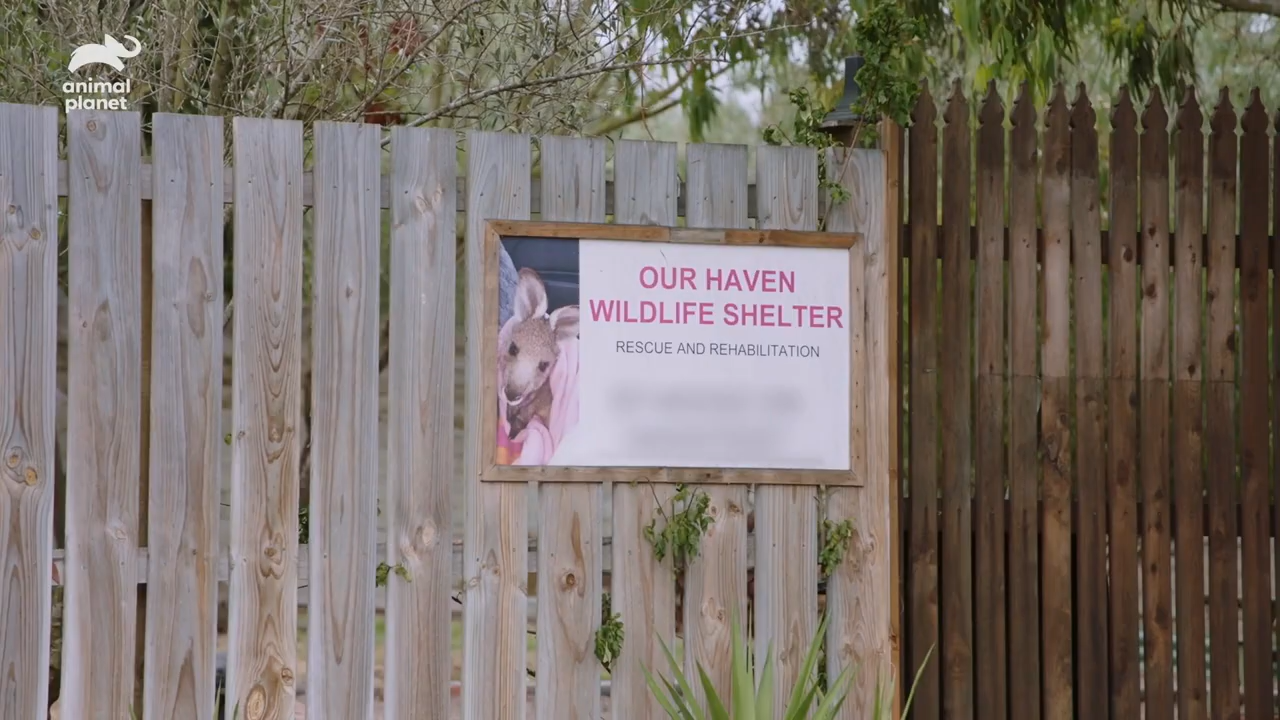 animal
planet
OUR HAVEN
WILDLIFE SHELTER
RESCUE AND REHABILITATION